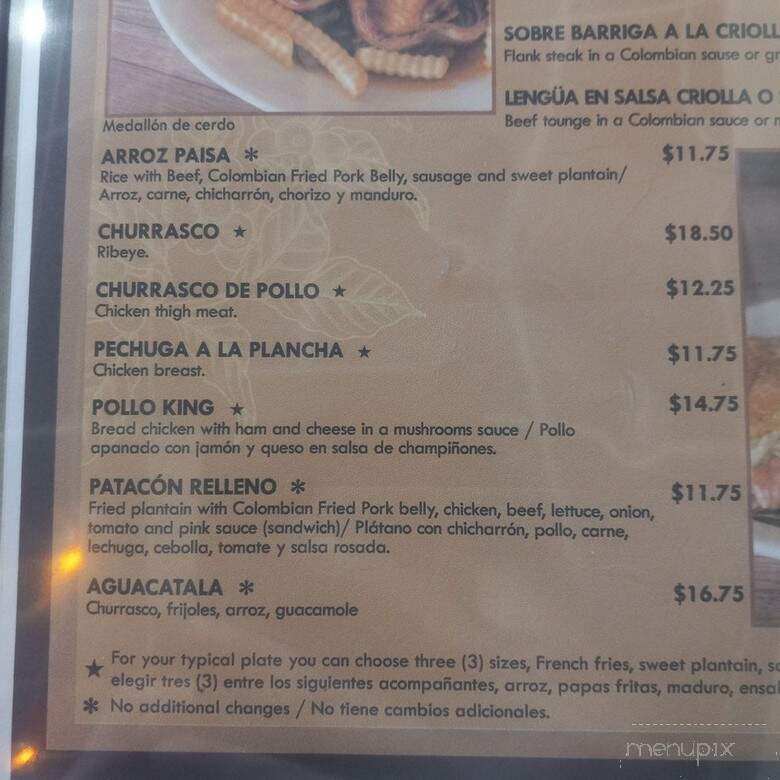 SOBRE BARRIGA A LA CRIOLL
Flank steak in a Colombian sause or gr
LENGÜA EN SALSA CRIOLLA O
Beef tounge in a Colombian sauce or
Medallón de cerdo
ARROZ PAISA * $11.75
Rice with Beef, Colombian Fried Pork Belly, sausage and sweet plantain/
Arroz, carne, chicharrón, chorizo y manduro.
CHURRASCO ★ $18.50
Ribeye.
CHURRASCO DE POLLO ★ $12.25
Chicken thigh meat.
PECHUGA A LA PLANCHA ★ $11.75
Chicken breast.
POLLO KING ★ $14.75
Bread chicken with ham and cheese in a mushrooms sauce / Pollo
apanado con jamón y queso en salsa de champiñones.
PATACÓN RELLENO * $11.75
Fried plantain with Colombian Fried Pork belly, chicken, beef, lettuce, onion,
tomato and pink sauce (sandwich)/ Plátano con chicharrón, pollo, carne,
lechuga, cebolla, tomate y salsa rosada.
AGUACATALA * $16.75
Churrasco, frijoles, arroz, guacamole
★ For your typical plate you can choose three (3) sizes, French fries, sweet plantain,
elegir tres (3) entre los siguientes acompañantes, arroz, papas fritas, maduro, ensal
* No additional changes / No tiene cambios adicionales.
menupix